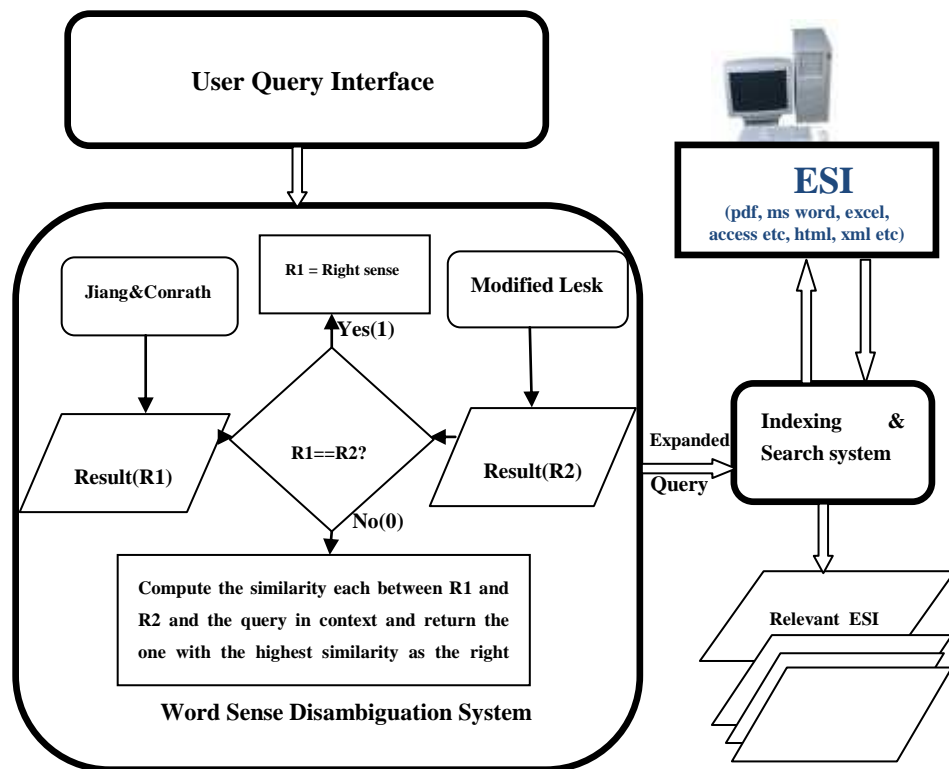 User Query Interface
ESI
(pdf, ms word, excel,
access etc, html, xml etc)
R1 = Right sense
Jiang&Conrath
Modified Lesk
Yes(1)
Result(R1)
R1==R2?
Result(R2)
No(0)
Expanded
Query
Indexing &
Search system
Compute the similarity each between R1 and
R2 and the query in context and return the
one with the highest similarity as the right
Word Sense Disambiguation System
Relevant ESI